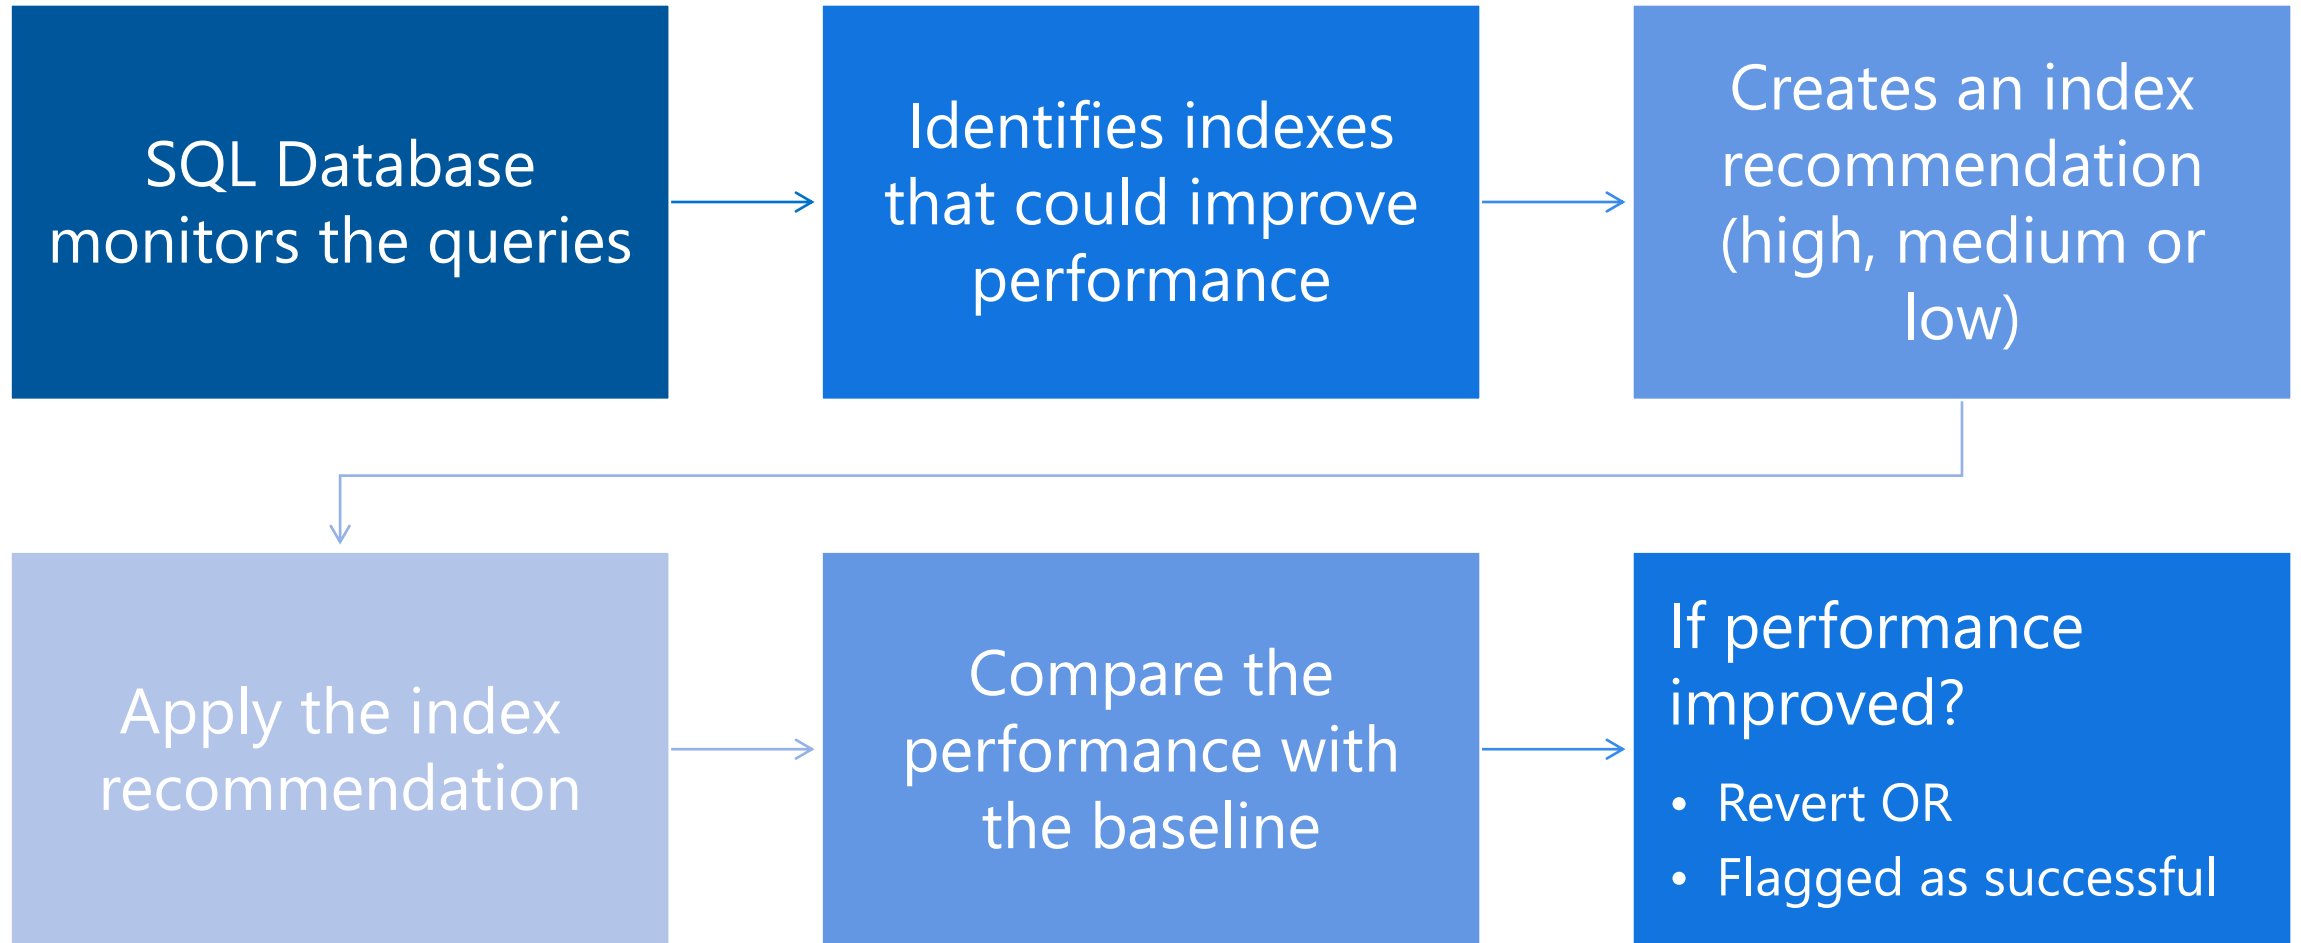 SQL Database
monitors the queries
Identifies indexes
that could improve
performance
Creates an index
recommendation
(high, medium or
low)
Apply the index
recommendation
Compare the
performance with
the baseline
If performance
improved?
• Revert OR
• Flagged as successful